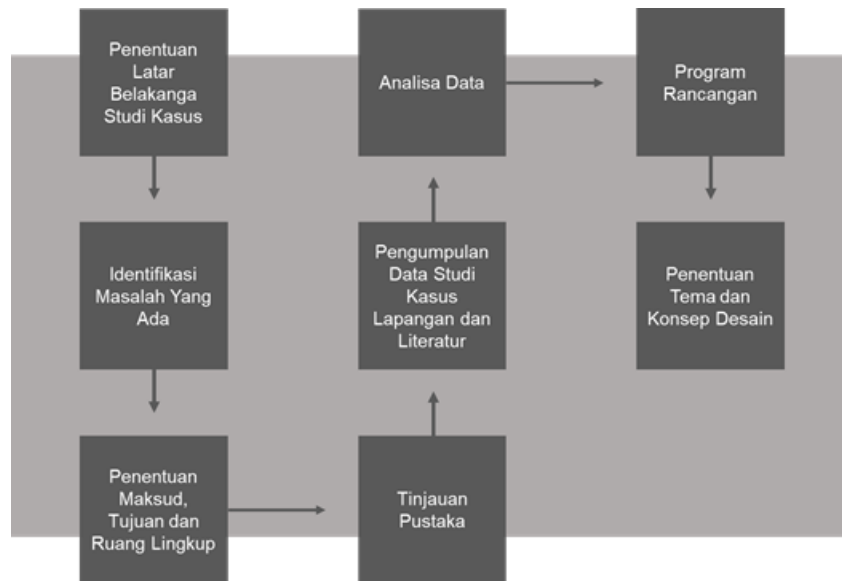 Penentuan
Latar
Belakanga
Studi Kasus
Identifikasi
Masalah Yang
Ada
Penentuan
Maksud,
Tujuan dan
Ruang Lingkup
Tinjauan
Pustaka
Pengumpulan
Data Studi
Kasus
Lapangan dan
Literatur
Analisa Data
Program
Rancangan
Penentuan
Tema dan
Konsep Desain